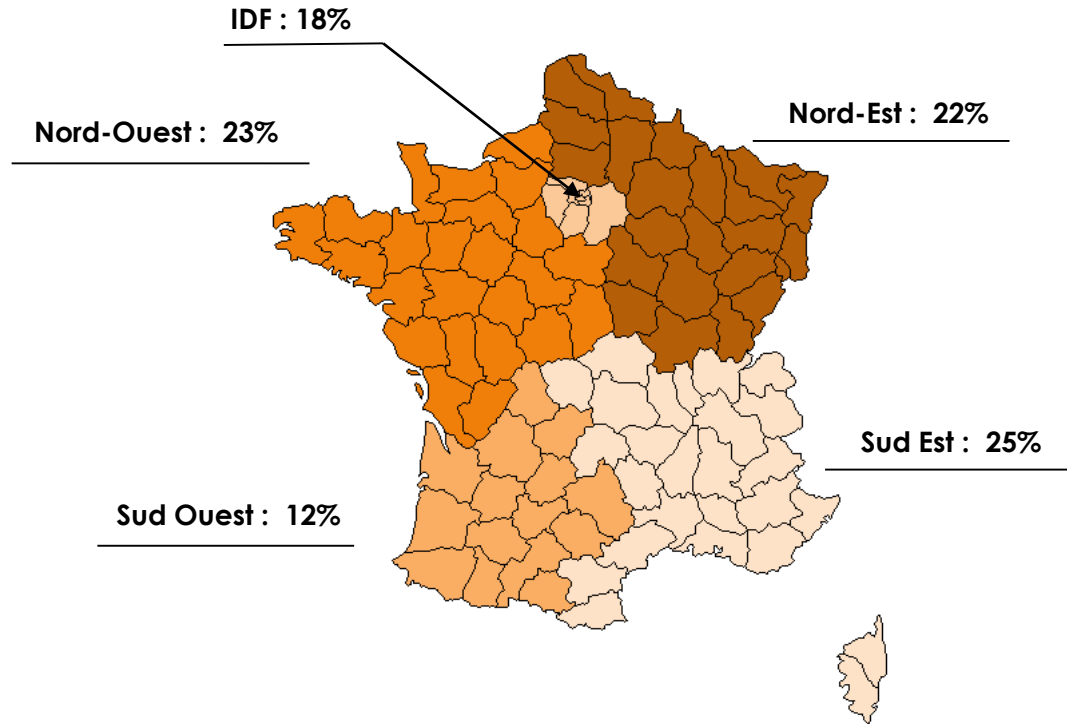 IDF : 18%
Nord-Ouest : 23%
Nord-Est : 22%
Sud Est : 25%
Sud Ouest : 12%